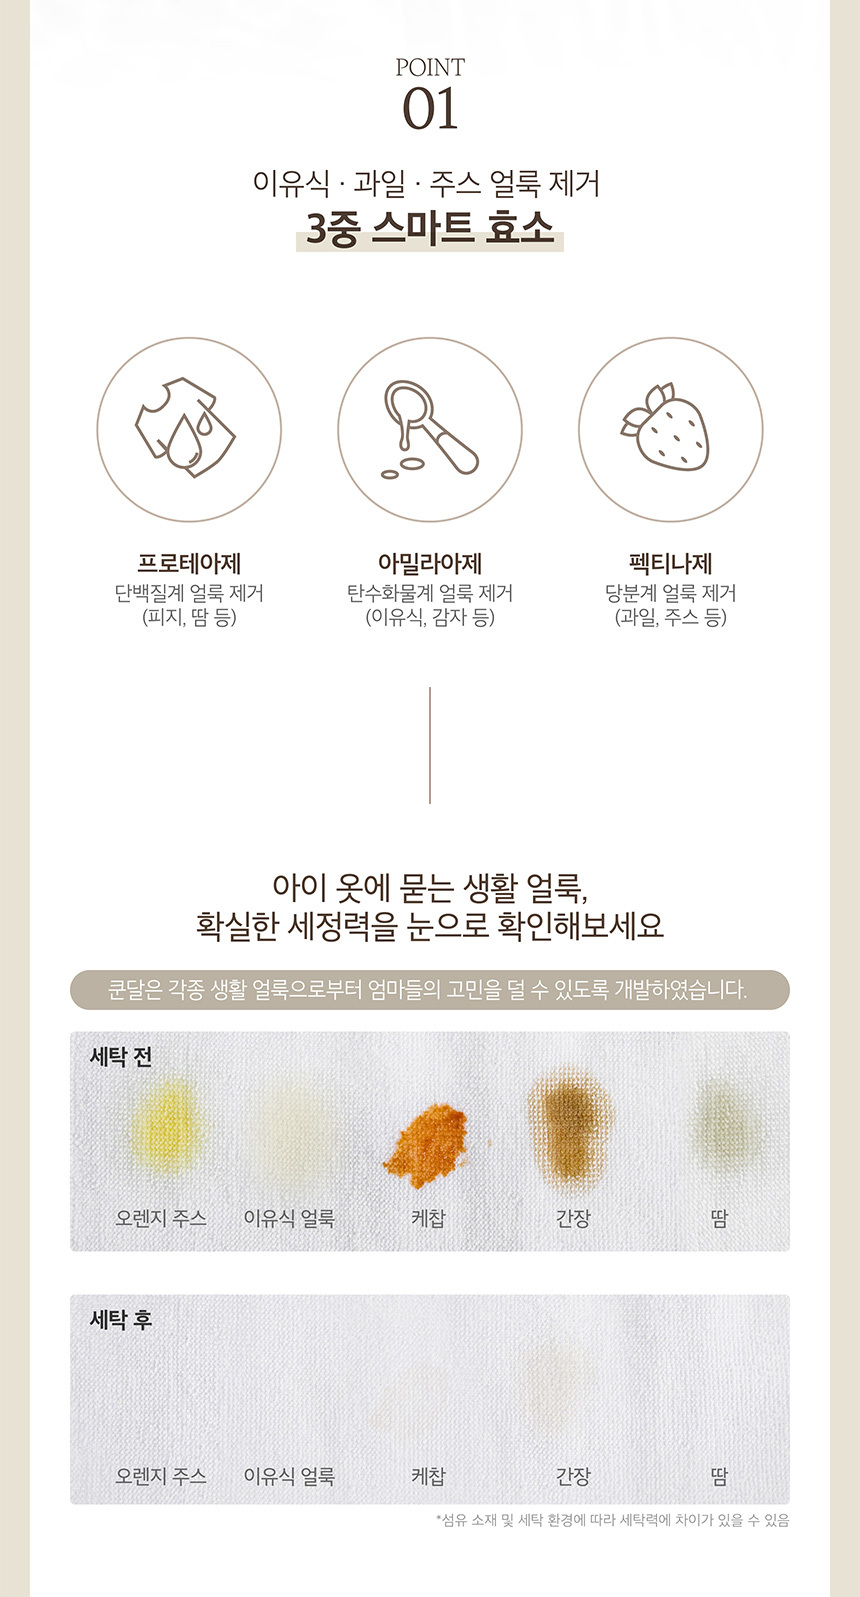 POINT
01
이유식 · 과일 · 주스 얼룩 제거
3중 스마트 효소
프로테아제
단백질계 얼룩 제거
(피지, 땀 등)
아밀라아제
탄수화물계 얼룩 제거
(이유식, 감자 등)
펙티나제
당분계 얼룩 제거
(과일, 주스 등)
아이 옷에 묻는 생활 얼룩,
확실한 세정력을 눈으로 확인해보세요
쿤달은 각종 생활 얼룩으로부터 엄마들의 고민을 덜 수 있도록 개발하였습니다.
세탁 전
오렌지 주스 이유식 얼룩 케찹 간장 땀
세탁 후
오렌지 주스 이유식 얼룩 케찹 간장 땀
*섬유 소재 및 세탁 환경에 따라 세탁력에 차이가 있을 수 있음